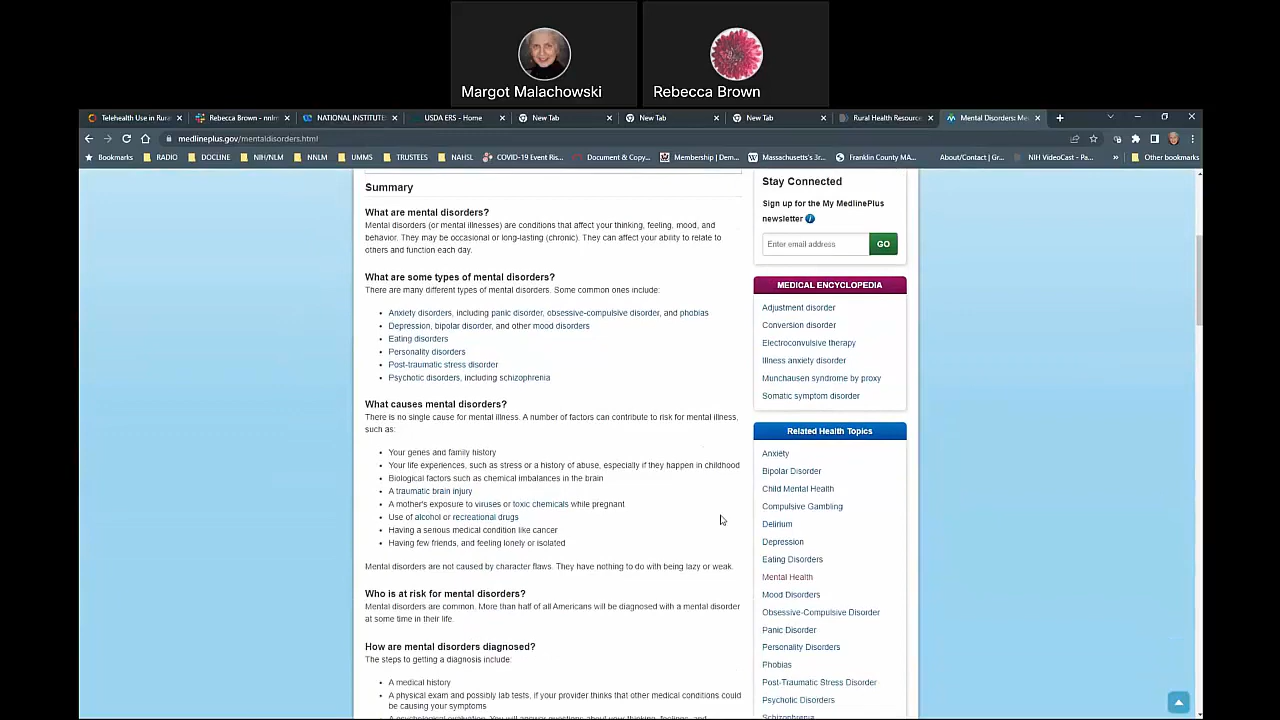 Margot Malachowski
Rebecca Brown
Telehealth Use in Rura
Rebecca Brown - nnlm
NATIONAL INSTITUTE
USDA ERS - Home
New Tab
New Tab
New Tab
Rural Health Resource
Mental Disorders: Me
medlineplus.gov/mentaldisorders.html
Bookmarks
RADIO
DOCLINE
NIH/NLM
NNLM
UMMS
TRUSTEES
NAHSL
COVID-19 Event Ris...
Document & Copy...
Membership | Dem...
Massachusetts's 3r...
Franklin County MA...
About/Contact | Gr...
NIH VideoCast - Pa...
Other bookmarks
Summary
What are mental disorders?
Mental disorders (or mental illnesses) are conditions that affect your thinking, feeling, mood, and
behavior. They may be occasional or long-lasting (chronic). They can affect your ability to relate to
others and function each day.
What are some types of mental disorders?
There are many different types of mental disorders. Some common ones include:
• Anxiety disorders, including panic disorder, obsessive-compulsive disorder, and phobias
• Depression, bipolar disorder, and other mood disorders
• Eating disorders
• Personality disorders
• Post-traumatic stress disorder
• Psychotic disorders, including schizophrenia
What causes mental disorders?
There is no single cause for mental illness. A number of factors can contribute to risk for mental illness,
such as:
• Your genes and family history
• Your life experiences, such as stress or a history of abuse, especially if they happen in childhood
• Biological factors such as chemical imbalances in the brain
• A traumatic brain injury
• A mother's exposure to viruses or toxic chemicals while pregnant
• Use of alcohol or recreational drugs
• Having a serious medical condition like cancer
• Having few friends, and feeling lonely or isolated
Mental disorders are not caused by character flaws. They have nothing to do with being lazy or weak.
Who is at risk for mental disorders?
Mental disorders are common. More than half of all Americans will be diagnosed with a mental disorder
at some time in their life.
How are mental disorders diagnosed?
The steps to getting a diagnosis include:
• A medical history
• A physical exam and possibly lab tests, if your provider thinks that other medical conditions could
be causing your symptoms
• A psychological evaluation. You will answer questions about your thinking, feelings, and
Stay Connected
Sign up for the My MedlinePlus
newsletter
Enter email address
GO
MEDICAL ENCYCLOPEDIA
Adjustment disorder
Conversion disorder
Electroconvulsive therapy
Illness anxiety disorder
Munchausen syndrome by proxy
Somatic symptom disorder
Related Health Topics
Anxiety
Bipolar Disorder
Child Mental Health
Compulsive Gambling
Delirium
Depression
Eating Disorders
Mental Health
Mood Disorders
Obsessive-Compulsive Disorder
Panic Disorder
Personality Disorders
Phobias
Post-Traumatic Stress Disorder
Psychotic Disorders
Schizophrenia